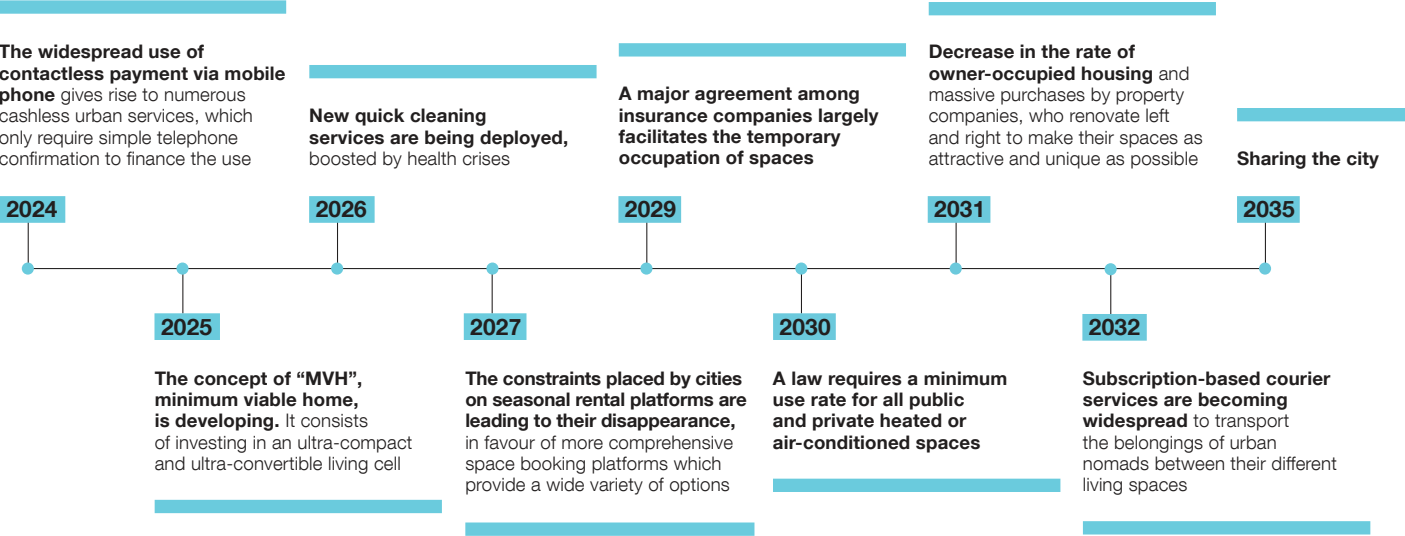 The widespread use of
contactless payment via mobile
phone gives rise to numerous
cashless urban services, which
only require simple telephone
confirmation to finance the use
2024
The concept of “MVH”,
minimum viable home,
is developing. It consists
of investing in an ultra-compact
and ultra-convertible living cell
2025
New quick cleaning
services are being deployed,
boosted by health crises
2026
The constraints placed by cities
on seasonal rental platforms are
leading to their disappearance,
in favour of more comprehensive
space booking platforms which
provide a wide variety of options
2027
A major agreement among
insurance companies largely
facilitates the temporary
occupation of spaces
2029
A law requires a minimum
use rate for all public
and private heated or
air-conditioned spaces
2030
Decrease in the rate of
owner-occupied housing and
massive purchases by property
companies, who renovate left
and right to make their spaces as
attractive and unique as possible
2031
Subscription-based courier
services are becoming
widespread to transport
the belongings of urban
nomads between their different
living spaces
2032
Sharing the city
2035